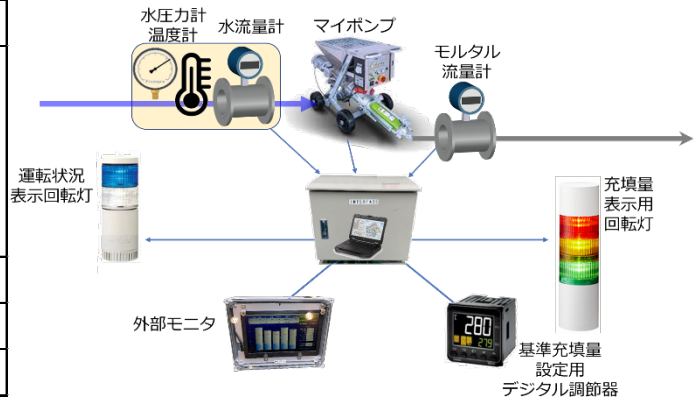 水圧力計
温度計
水流量計
マイポンプ
モルタル
流量計
運転状況
表示回転灯
INTERFACE
充填量
表示用
回転灯
外部モニタ
280
279
基準充填量
設定用
デジタル調節器